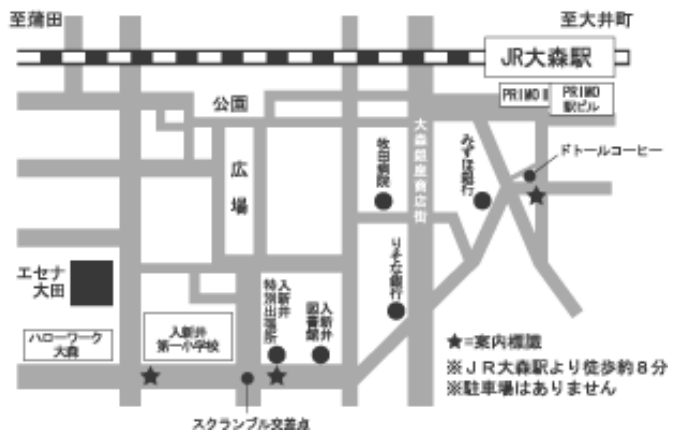 至蒲田
至大井町
JR大森駅
PRIMOⅡ
PRIMO
駅ビル
公園
大森銀座商店街
みずほ銀行
ドトールコーヒー
牧田病院
広場
りそな銀行
エセナ
大田
入新井
特別出張所
入新井
図書館
ハローワーク
大森
入新井
第一小学校
★=案内標識
※JR大森駅より徒歩約8分
※駐車場はありません
スクランブル交差点